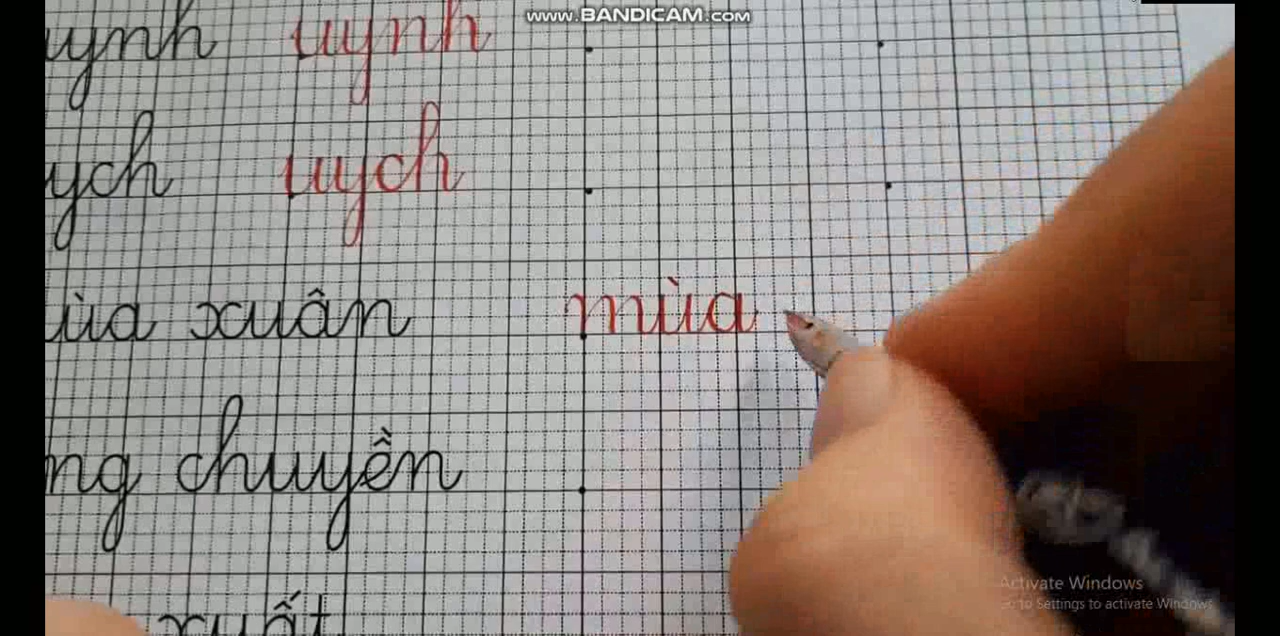 www.BANDICAM.com
uynh uynh
ych uych
ùa xuân mùa
ng chuyền
xuất
Activate Windows
Go to Settings to activate Windows.